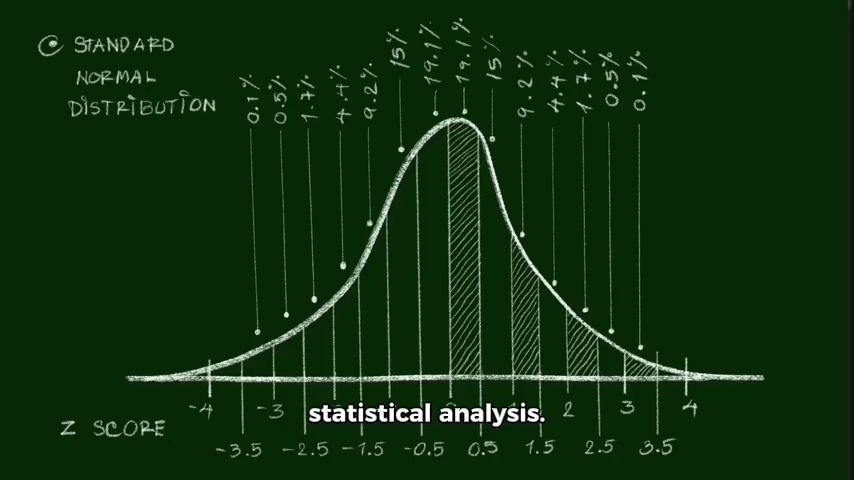 STANDARD
NORMAL
DISTRIBUTION
0.1% 0.5% 1.7% 4.4% 9.2% 15% 19.1% 19.1% 15% 9.2% 4.4% 1.7% 0.5% 0.1%
-4 -3 2 3 4
statistical analysis.
Z SCORE
-3.5 -2.5 -1.5 -0.5 0.5 1.5 2.5 3.5